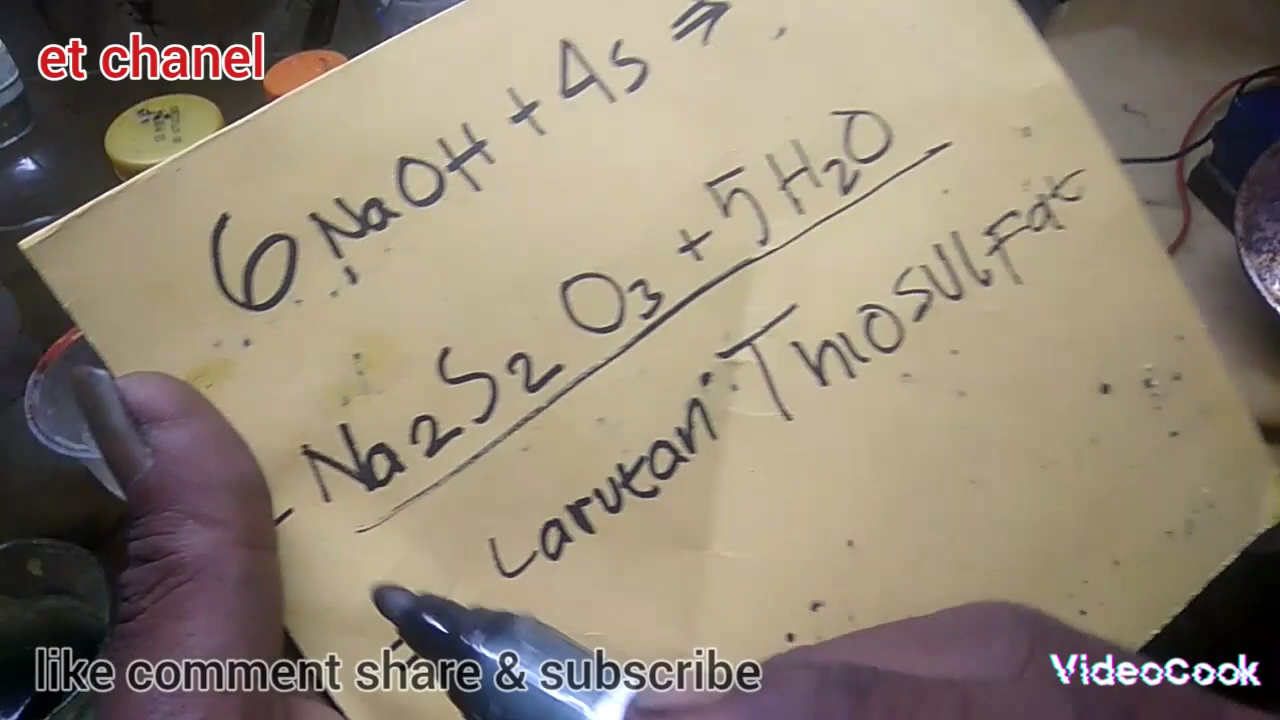 et chanel
6 NaOH + 4s ⇒
Na2S2O3 + 5H2O
Larutan: Thiosulfat
like comment share & subscribe
VideoCook